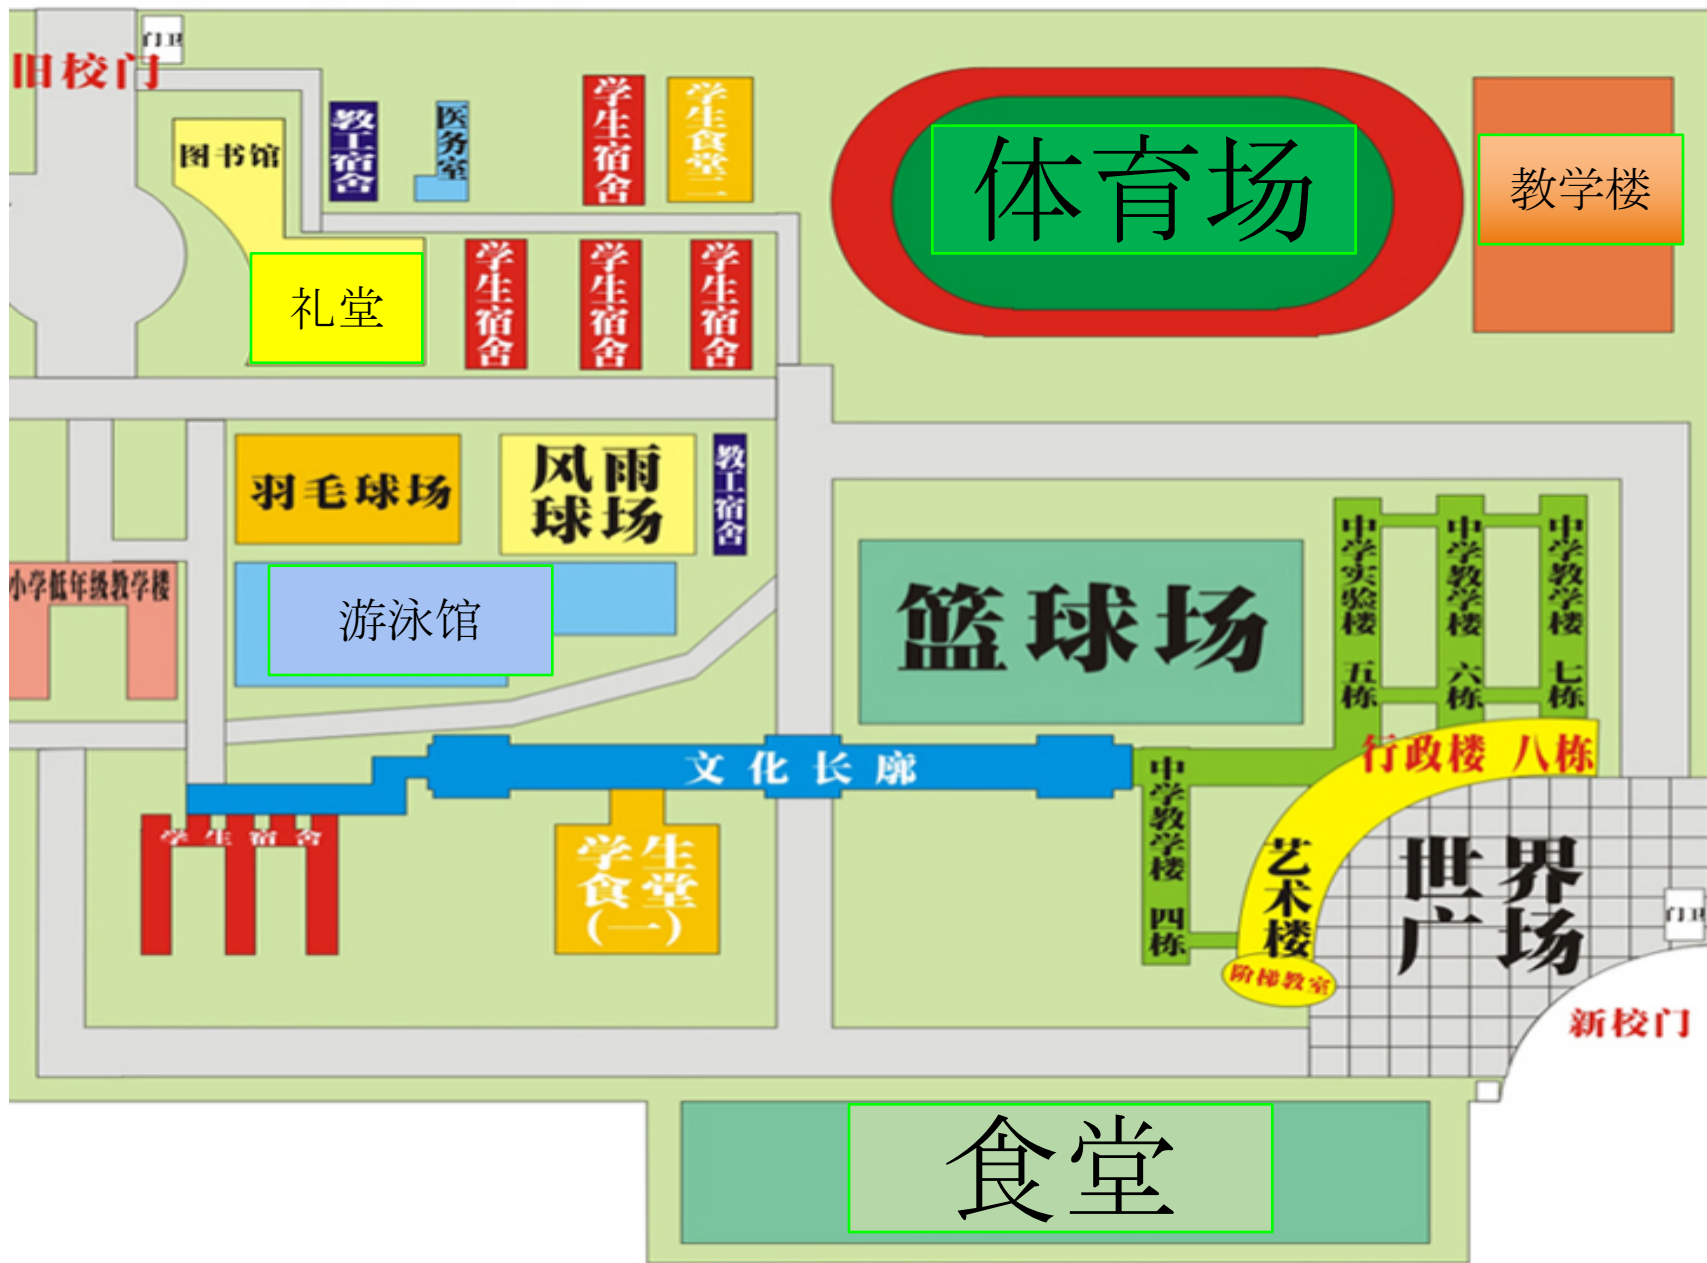 门卫
旧校门
图书馆
教工宿舍
医务室
学生宿舍
学生食堂二
体育场
教学楼
礼堂
学生宿舍
学生宿舍
学生宿舍
羽毛球场
风雨
球场
教工宿舍
小学低年级教学楼
游泳馆
篮球场
中学实验楼 五栋
中学教学楼 六栋
中学教学楼 七栋
行政楼 八栋
文化长廊
中学教学楼 四栋
学生宿舍
学生
食堂
(一)
艺术楼
世界
广场
门卫
阶梯教室
新校门
食堂